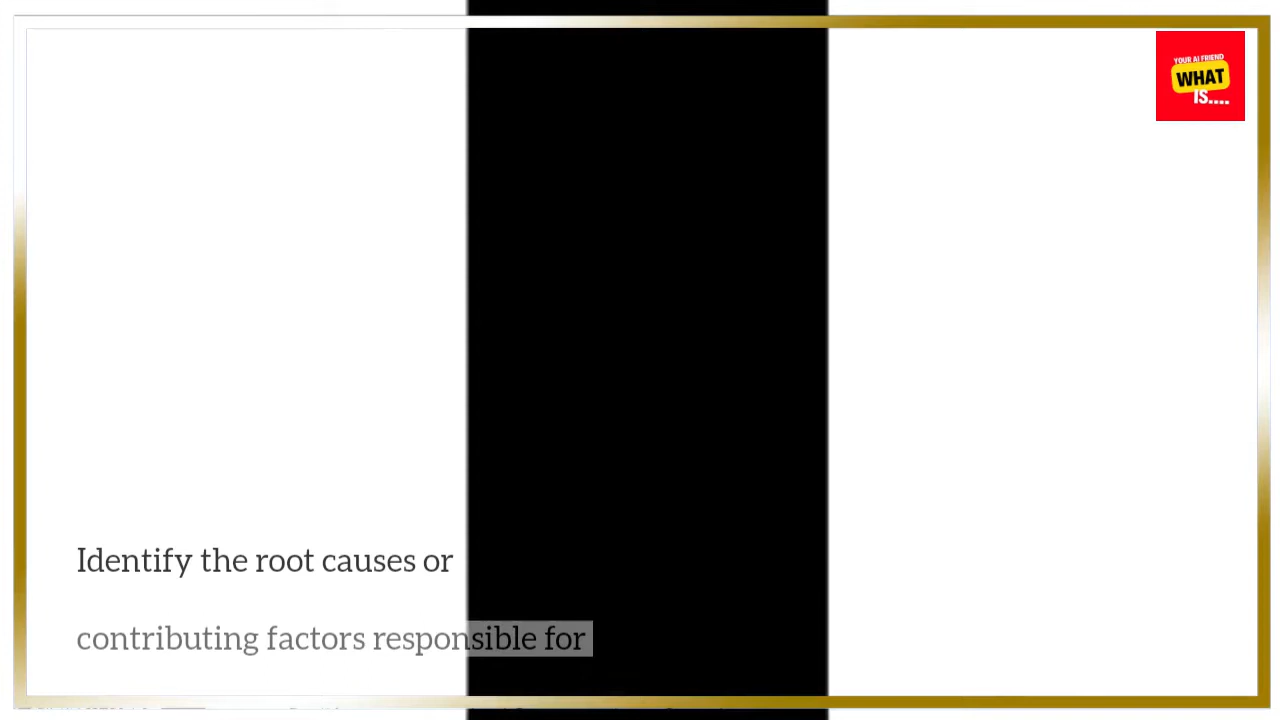 YOUR AI FRIEND
WHAT
IS....
Identify the root causes or
contributing factors responsible for